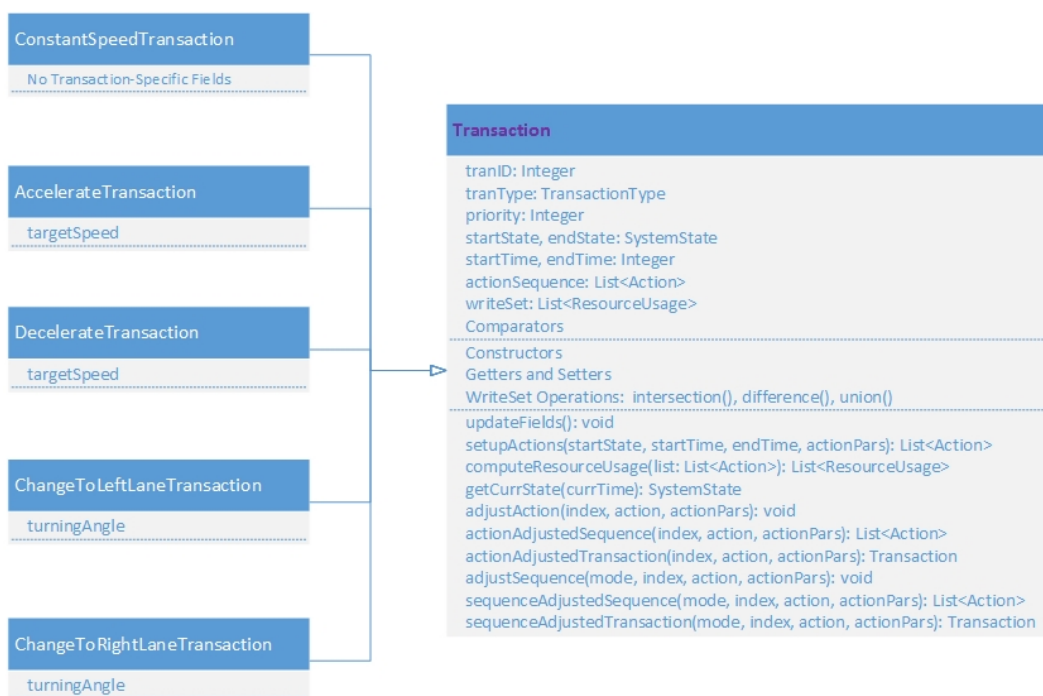 ConstantSpeedTransaction
No Transaction-Specific Fields
AccelerateTransaction
targetSpeed
DecelerateTransaction
targetSpeed
ChangeToLeftLaneTransaction
turningAngle
ChangeToRightLaneTransaction
turningAngle
Transaction
tranID: Integer
tranType: TransactionType
priority: Integer
startState, endState: SystemState
startTime, endTime: Integer
actionSequence: List<Action>
writeSet: List<ResourceUsage>
Comparators
Constructors
Getters and Setters
WriteSet Operations: intersection(), difference(), union()
updateFields(): void
setupActions(startState, startTime, endTime, actionPars): List<Action>
computeResourceUsage(list: List<Action>): List<ResourceUsage>
getCurrState(currTime): SystemState
adjustAction(index, action, actionPars): void
actionAdjustedSequence(index, action, actionPars): List<Action>
actionAdjustedTransaction(index, action, actionPars): Transaction
adjustSequence(mode, index, action, actionPars): void
sequenceAdjustedSequence(mode, index, action, actionPars): List<Action>
sequenceAdjustedTransaction(mode, index, action, actionPars): Transaction